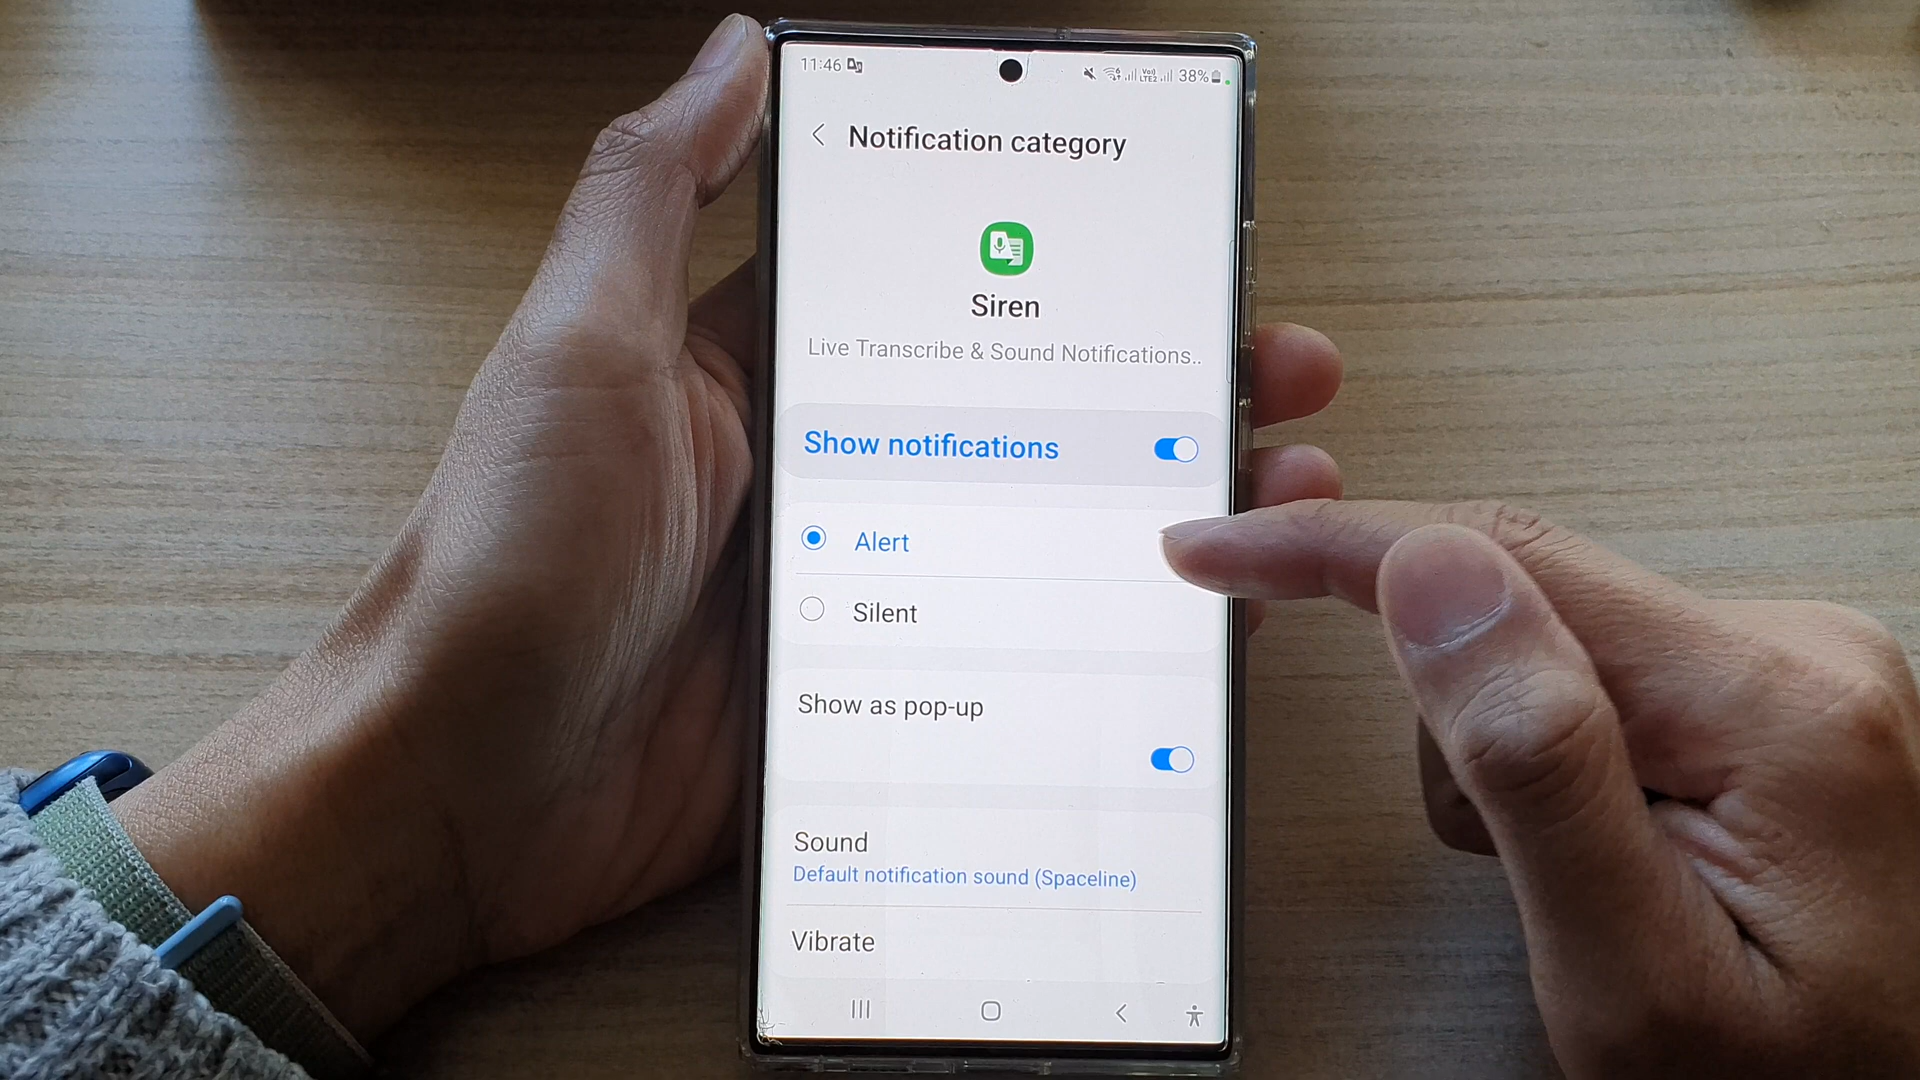 11:46
38%
Notification category
Siren
Live Transcribe & Sound Notifications..
Show notifications
Alert
Silent
Show as pop-up
Sound
Default notification sound (Spaceline)
Vibrate